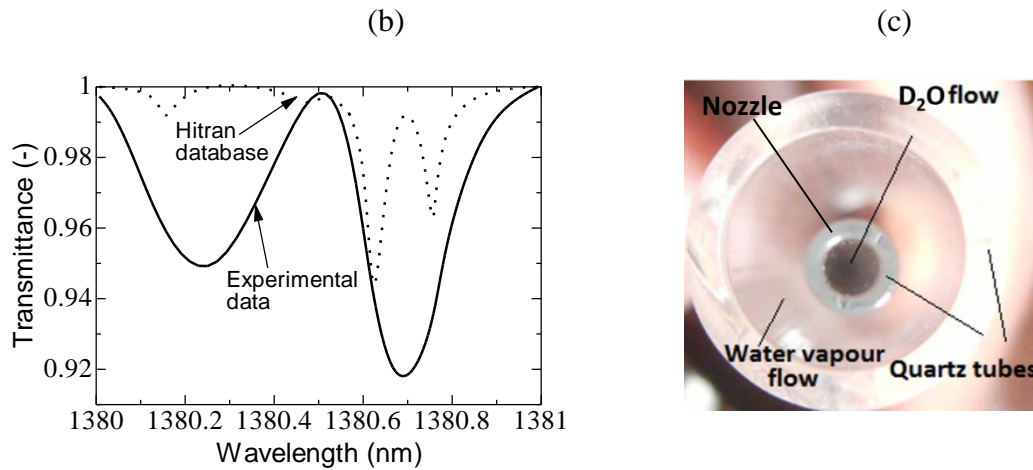 (b)
(c)
1
0.98
0.96
0.94
0.92
Transmittance (-)
Hitran
database
Experimental
data
1380
1380.2
1380.4
1380.6
1380.8
1381
Wavelength (nm)
Nozzle
D₂O flow
Water vapour
flow
Quartz tubes